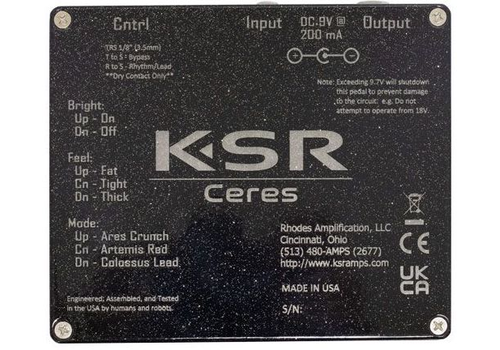 Cntrl
TRS 1/8" (3.5mm)
T to S - Bypass
R to S - Rhythm/Lead
**Dry Contact Only**
Input
DC:9V
200 mA
Output
Note: Exceeding 9.7V will shutdown
this pedal to prevent damage
to the circuit: e.g. Do not
attempt to operate from 18V.
Bright:
Up - On
Dn - Off
Feel:
Up - Fat
Cn - Tight
Dn - Thick
Mode:
Up - Ares Crunch
Cn - Artemis Red
Dn - Colossus Lead
KSR
Ceres
Rhodes Amplification, LLC
Cincinnati, Ohio
(513) 480-AMPS (2677)
http://www.ksramps.com
MADE IN USA
S/N:
CE
UK
CA
Engineered, Assembled, and Tested
in the USA by humans and robots.